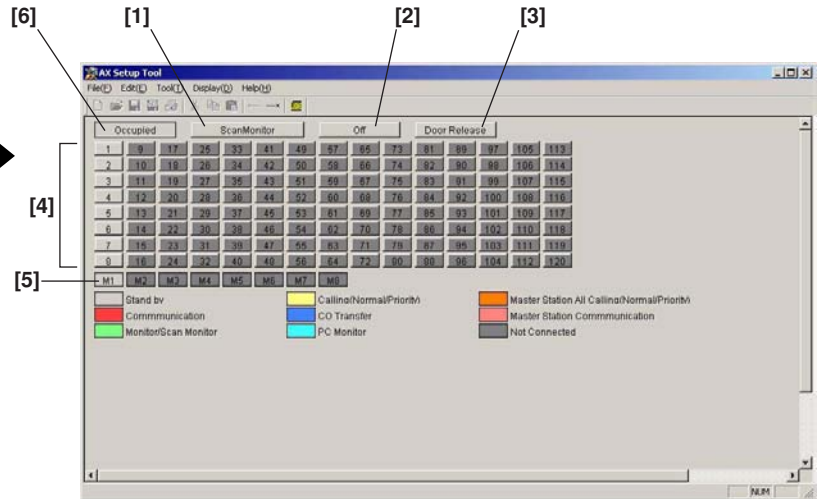 [6] [1] [2] [3]
AX Setup Tool
File(F) Edit(E) Tool(T) Display(D) Help(H)
Occupied ScanMonitor Off Door Release
[4]
1 9 17 25 33 41 49 57 65 73 81 89 97 105 113
2 10 18 26 34 42 50 58 66 74 82 90 98 106 114
3 11 19 27 35 43 51 59 67 75 83 91 99 107 115
4 12 20 28 36 44 52 60 68 76 84 92 100 108 116
5 13 21 29 37 45 53 61 69 77 85 93 101 109 117
6 14 22 30 38 46 54 62 70 78 86 94 102 110 118
7 15 23 31 39 47 55 63 71 79 87 95 103 111 119
8 16 24 32 40 48 56 64 72 80 88 96 104 112 120
[5] M1 M2 M3 M4 M5 M6 M7 M8
Stand by Calling(Normal/Priority) Master Station All Calling(Normal/Priority)
Commmunication CO Transfer Master Station Commmunication
Monitor/Scan Monitor PC Monitor Not Connected
NUM